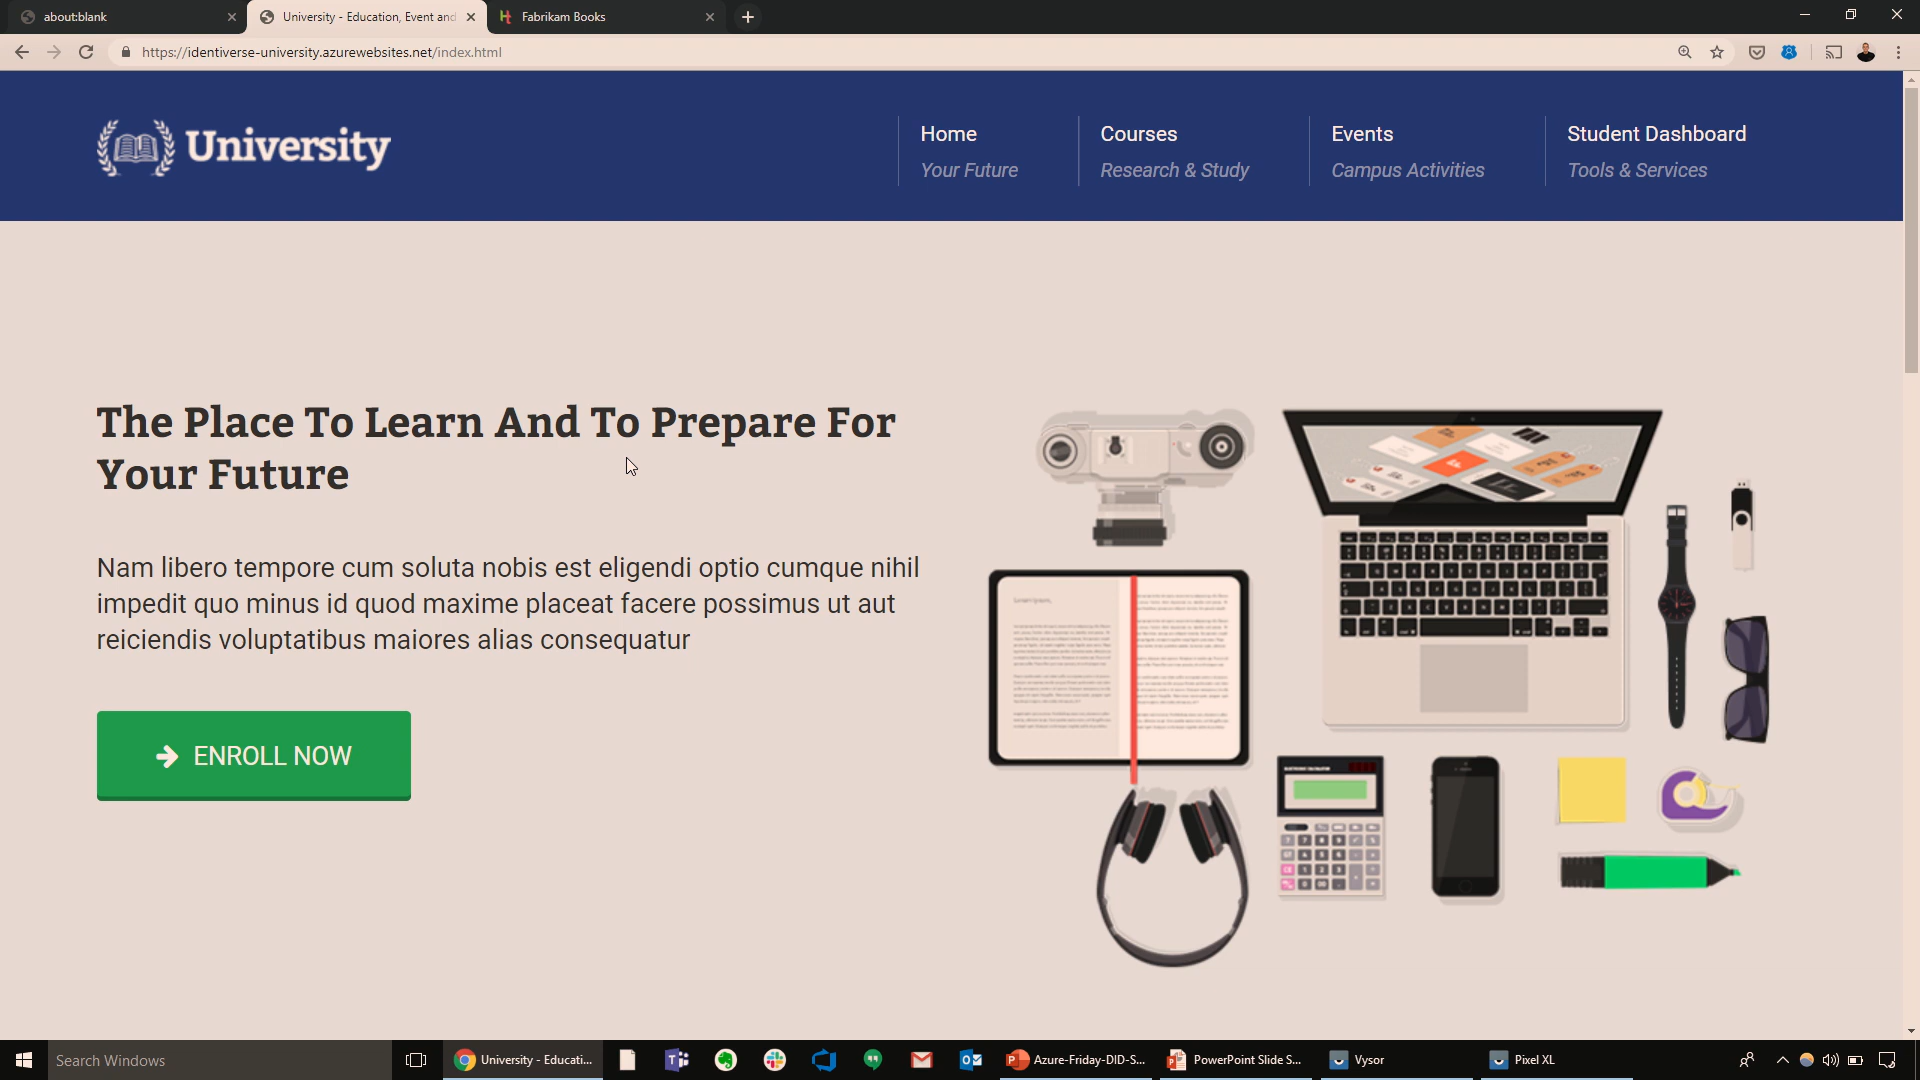 about:blank
University - Education, Event and
Fabrikam Books
https://identiverse-university.azurewebsites.net/index.html
University
Home
Your Future
Courses
Research & Study
Events
Campus Activities
Student Dashboard
Tools & Services
The Place To Learn And To Prepare For
Your Future
Nam libero tempore cum soluta nobis est eligendi optio cumque nihil
impedit quo minus id quod maxime placeat facere possimus ut aut
reiciendis voluptatibus maiores alias consequatur
ENROLL NOW
Search Windows
University - Educati...
Azure-Friday-DID-S...
PowerPoint Slide S...
Vysor
Pixel XL